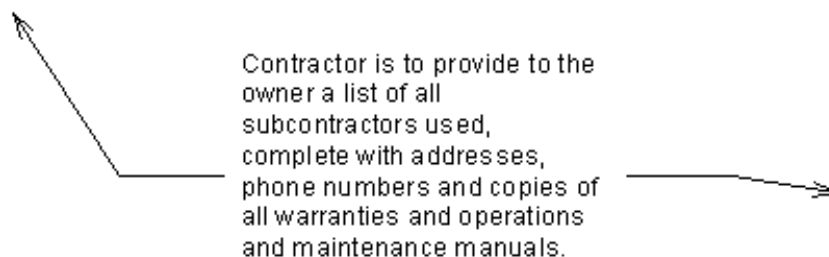 Contractor is to provide to the
owner a list of all
subcontractors used,
complete with addresses,
phone numbers and copies of
all warranties and operations
and maintenance manuals.